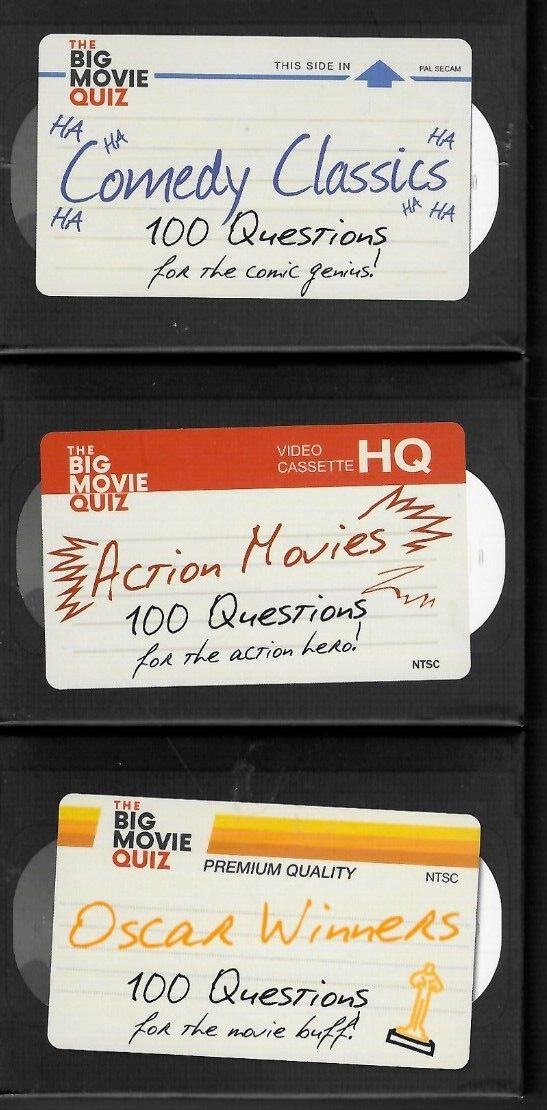 THE
BIG
MOVIE
QUIZ
THIS SIDE IN
PAL SECAM
HA
HA
HA
Comedy Classics
HA
HA
HA
100 Questions
for the comic genius!
THE
BIG
MOVIE
QUIZ
VIDEO
CASSETTE HQ
Action Movies
100 Questions
for the action hero!
NTSC
THE
BIG
MOVIE
QUIZ
PREMIUM QUALITY
NTSC
Oscar Winners
100 Questions
for the movie buff!